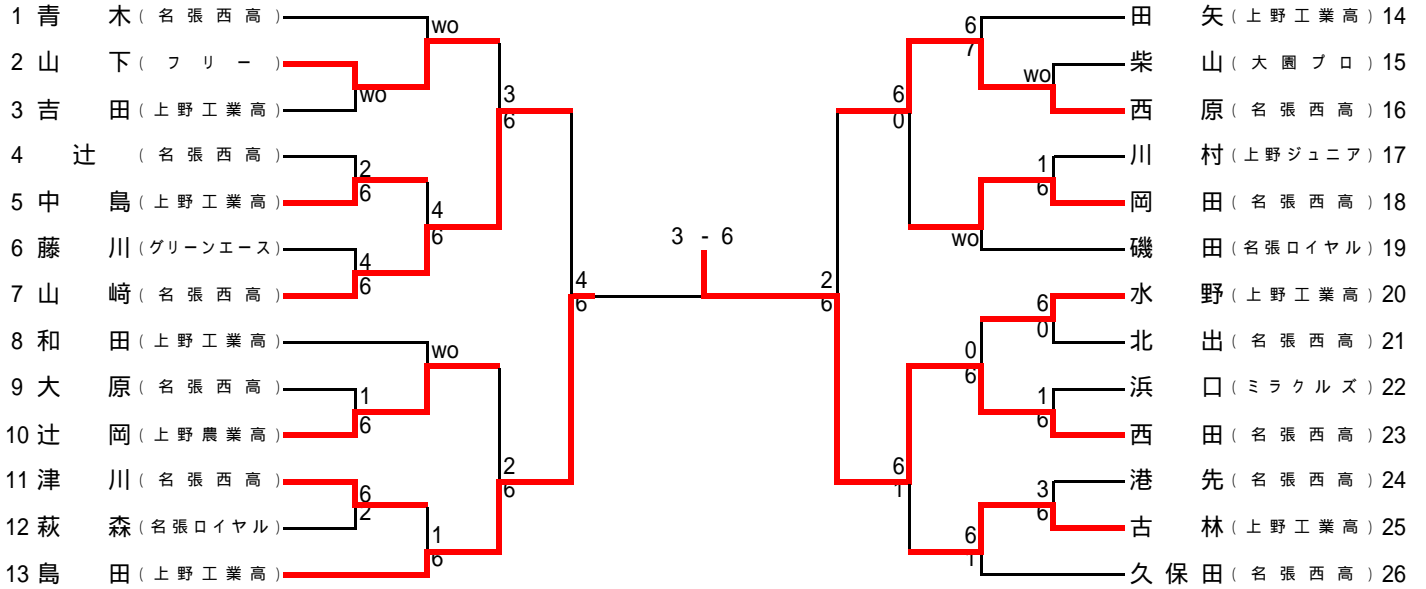 1 青木(名張西高)
wo
2 山下(フリー)
wo
3 吉田(上野工業高)
3
6
4 辻(名張西高)
2
6
5 中島(上野工業高)
4
6
6 藤川(グリーンエース)
4
6
7 山﨑(名張西高)
4
6
8 和田(上野工業高)
wo
9 大原(名張西高)
1
6
10 辻岡(上野農業高)
2
6
11 津川(名張西高)
6
2
12 萩森(名張ロイヤル)
1
6
13 島田(上野工業高)
3 - 6
田矢(上野工業高) 14
6
7
柴山(大園プロ) 15
wo
西原(名張西高) 16
6
0
川村(上野ジュニア) 17
1
6
岡田(名張西高) 18
wo
磯田(名張ロイヤル) 19
2
6
水野(上野工業高) 20
6
0
北出(名張西高) 21
0
6
浜口(ミラクルズ) 22
1
6
西田(名張西高) 23
6
1
港先(名張西高) 24
3
6
古林(上野工業高) 25
6
1
久保田(名張西高) 26